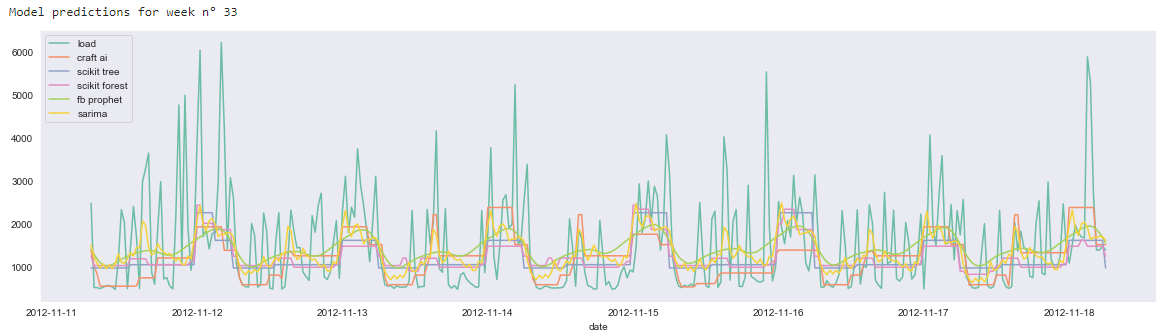 Model predictions for week n° 33
load
craft ai
scikit tree
scikit forest
fb prophet
sarima
6000
5000
4000
3000
2000
1000
2012-11-11 2012-11-12 2012-11-13 2012-11-14 2012-11-15 2012-11-16 2012-11-17 2012-11-18
date